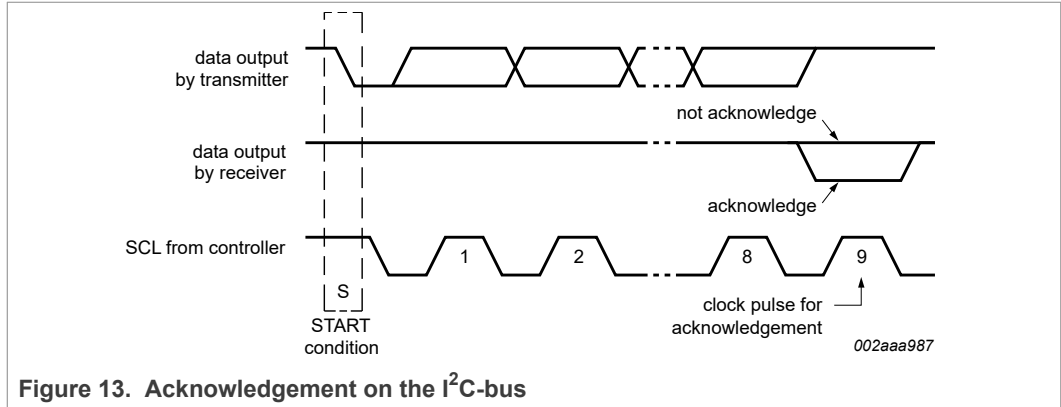 data output
by transmitter
not acknowledge
data output
by receiver
acknowledge
SCL from controller
1
2
8
9
S
START
condition
clock pulse for
acknowledgement
002aaa987
Figure 13. Acknowledgement on the I²C-bus